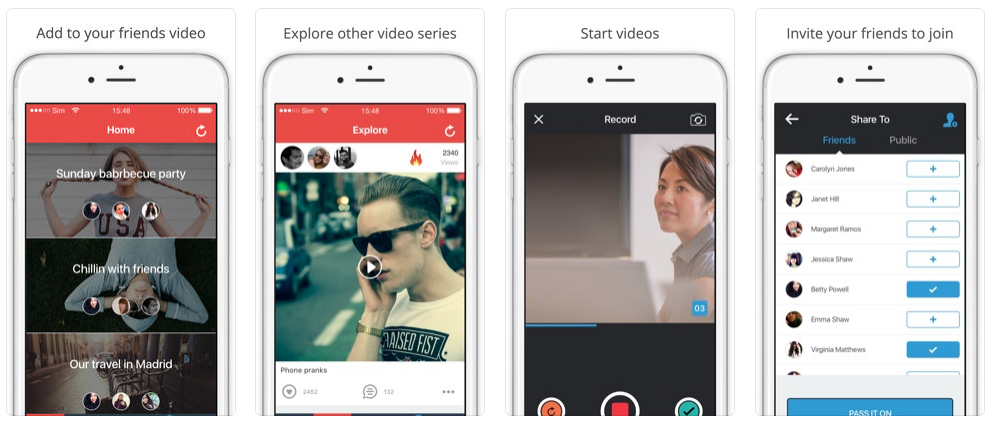 Add to your friends video
Sim
15:48
100%
Home
Sunday babrbecue party
USA
Chillin with friends
Our travel in Madrid
Explore other video series
Sim
15:48
100%
Explore
2340
Views
RAISED FIST
Phone pranks
2452
132
Start videos
Record
03
Invite your friends to join
Share To
Friends
Public
Carolyn Jones
Janet Hill
Margaret Ramos
Jessica Shaw
Betty Powell
Emma Shaw
Virginia Matthews
PASS IT ON